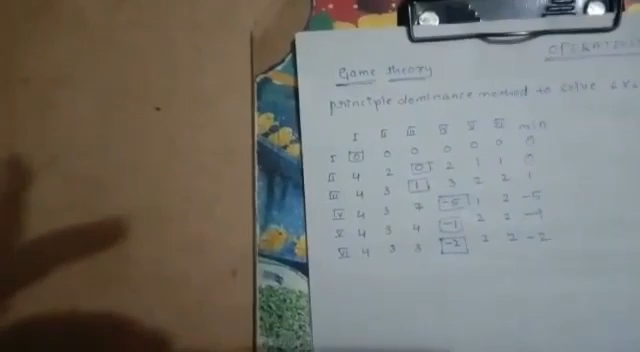 OPERATIONS
Game theory
principle dominance method to solve 6x6
I II III IV V VI min
I 0 0 0 0 0 0 0
II 4 2 0 2 1 1 0
III 4 3 1 3 2 2 1
IV 4 3 7 -5 1 2 -5
V 4 3 4 -1 2 2 -1
VI 4 3 3 -2 2 2 -2